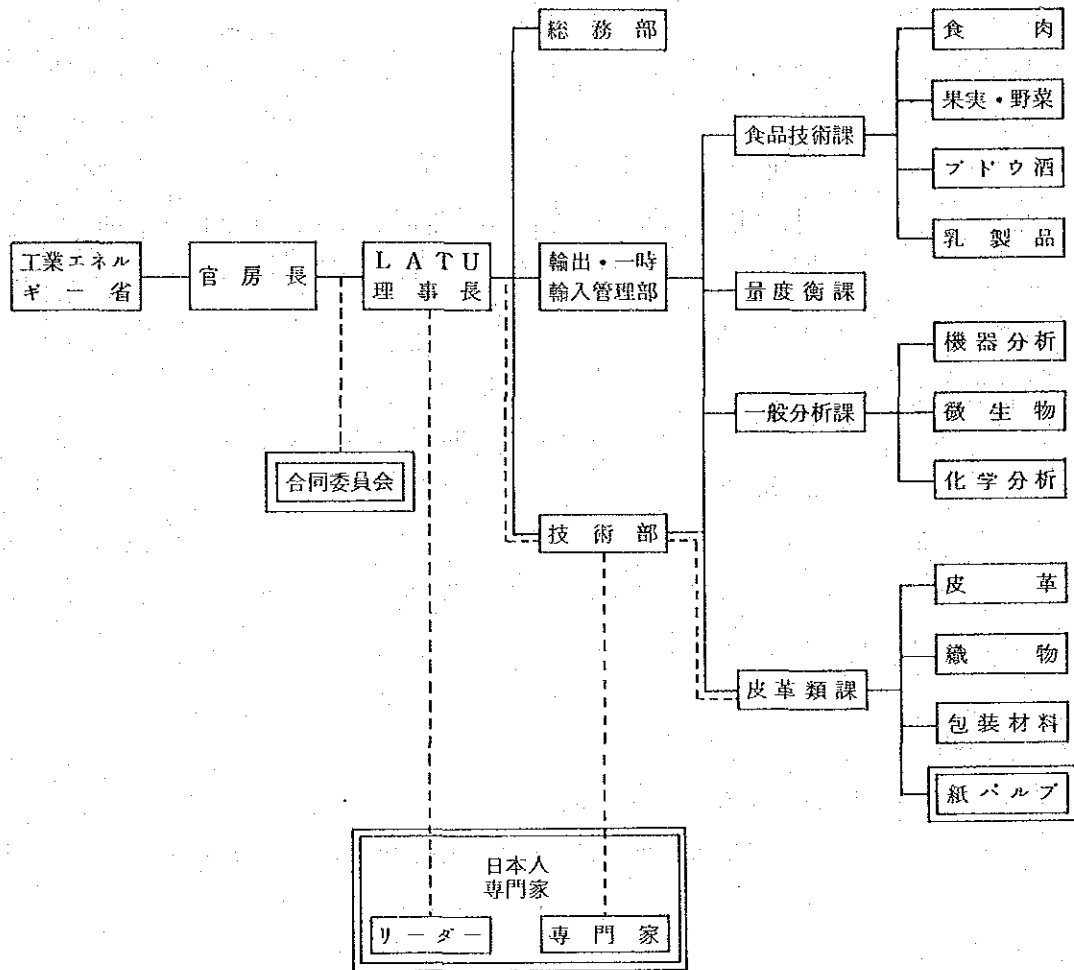 総務部
食肉
果実・野菜
食品技術課
ブドウ酒
乳製品
工業エネル
ギー省
官房長
LATU
理事長
輸出・一時
輸入管理部
量度衡課
機器分析
一般分析課
微生物
化学分析
合同委員会
技術部
皮革
織物
皮革類課
包装材料
紙パルプ
日本人
専門家
リーダー
専門家